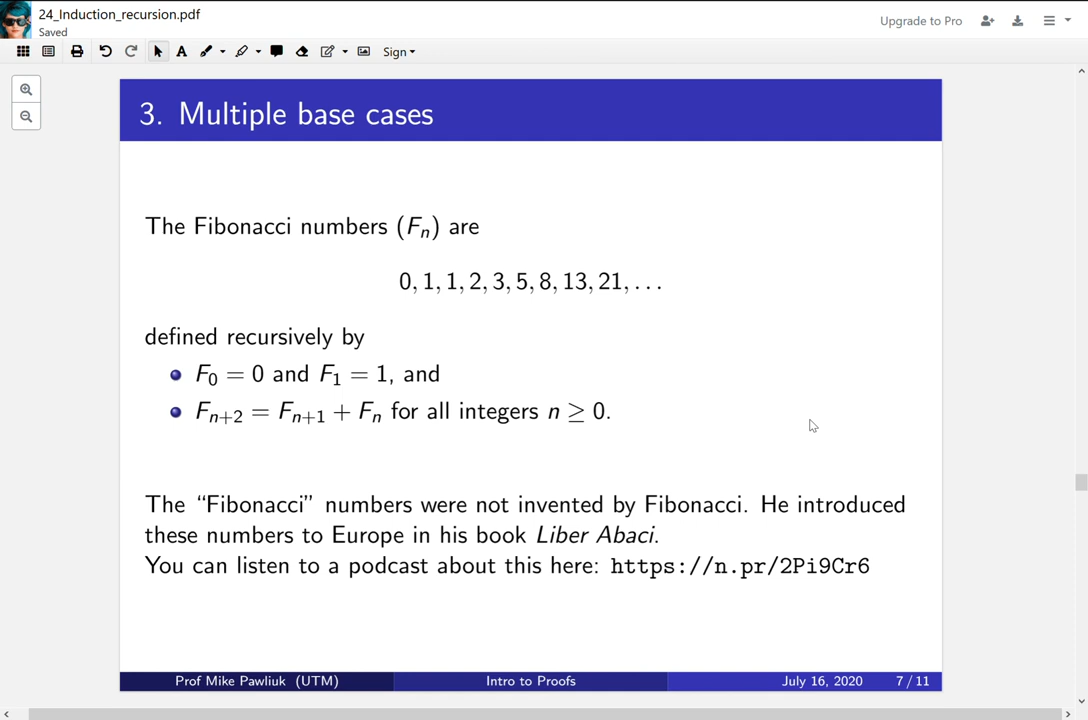 24_Induction_recursion.pdf
Saved
Upgrade to Pro
A
Sign
3. Multiple base cases
The Fibonacci numbers (Fₙ) are
0, 1, 1, 2, 3, 5, 8, 13, 21, . . .
defined recursively by
• F₀ = 0 and F₁ = 1, and
• Fₙ₊₂ = Fₙ₊₁ + Fₙ for all integers n ≥ 0.
The “Fibonacci” numbers were not invented by Fibonacci. He introduced
these numbers to Europe in his book Liber Abaci.
You can listen to a podcast about this here: https://n.pr/2Pi9Cr6
Prof Mike Pawliuk (UTM) Intro to Proofs July 16, 2020 7 / 11